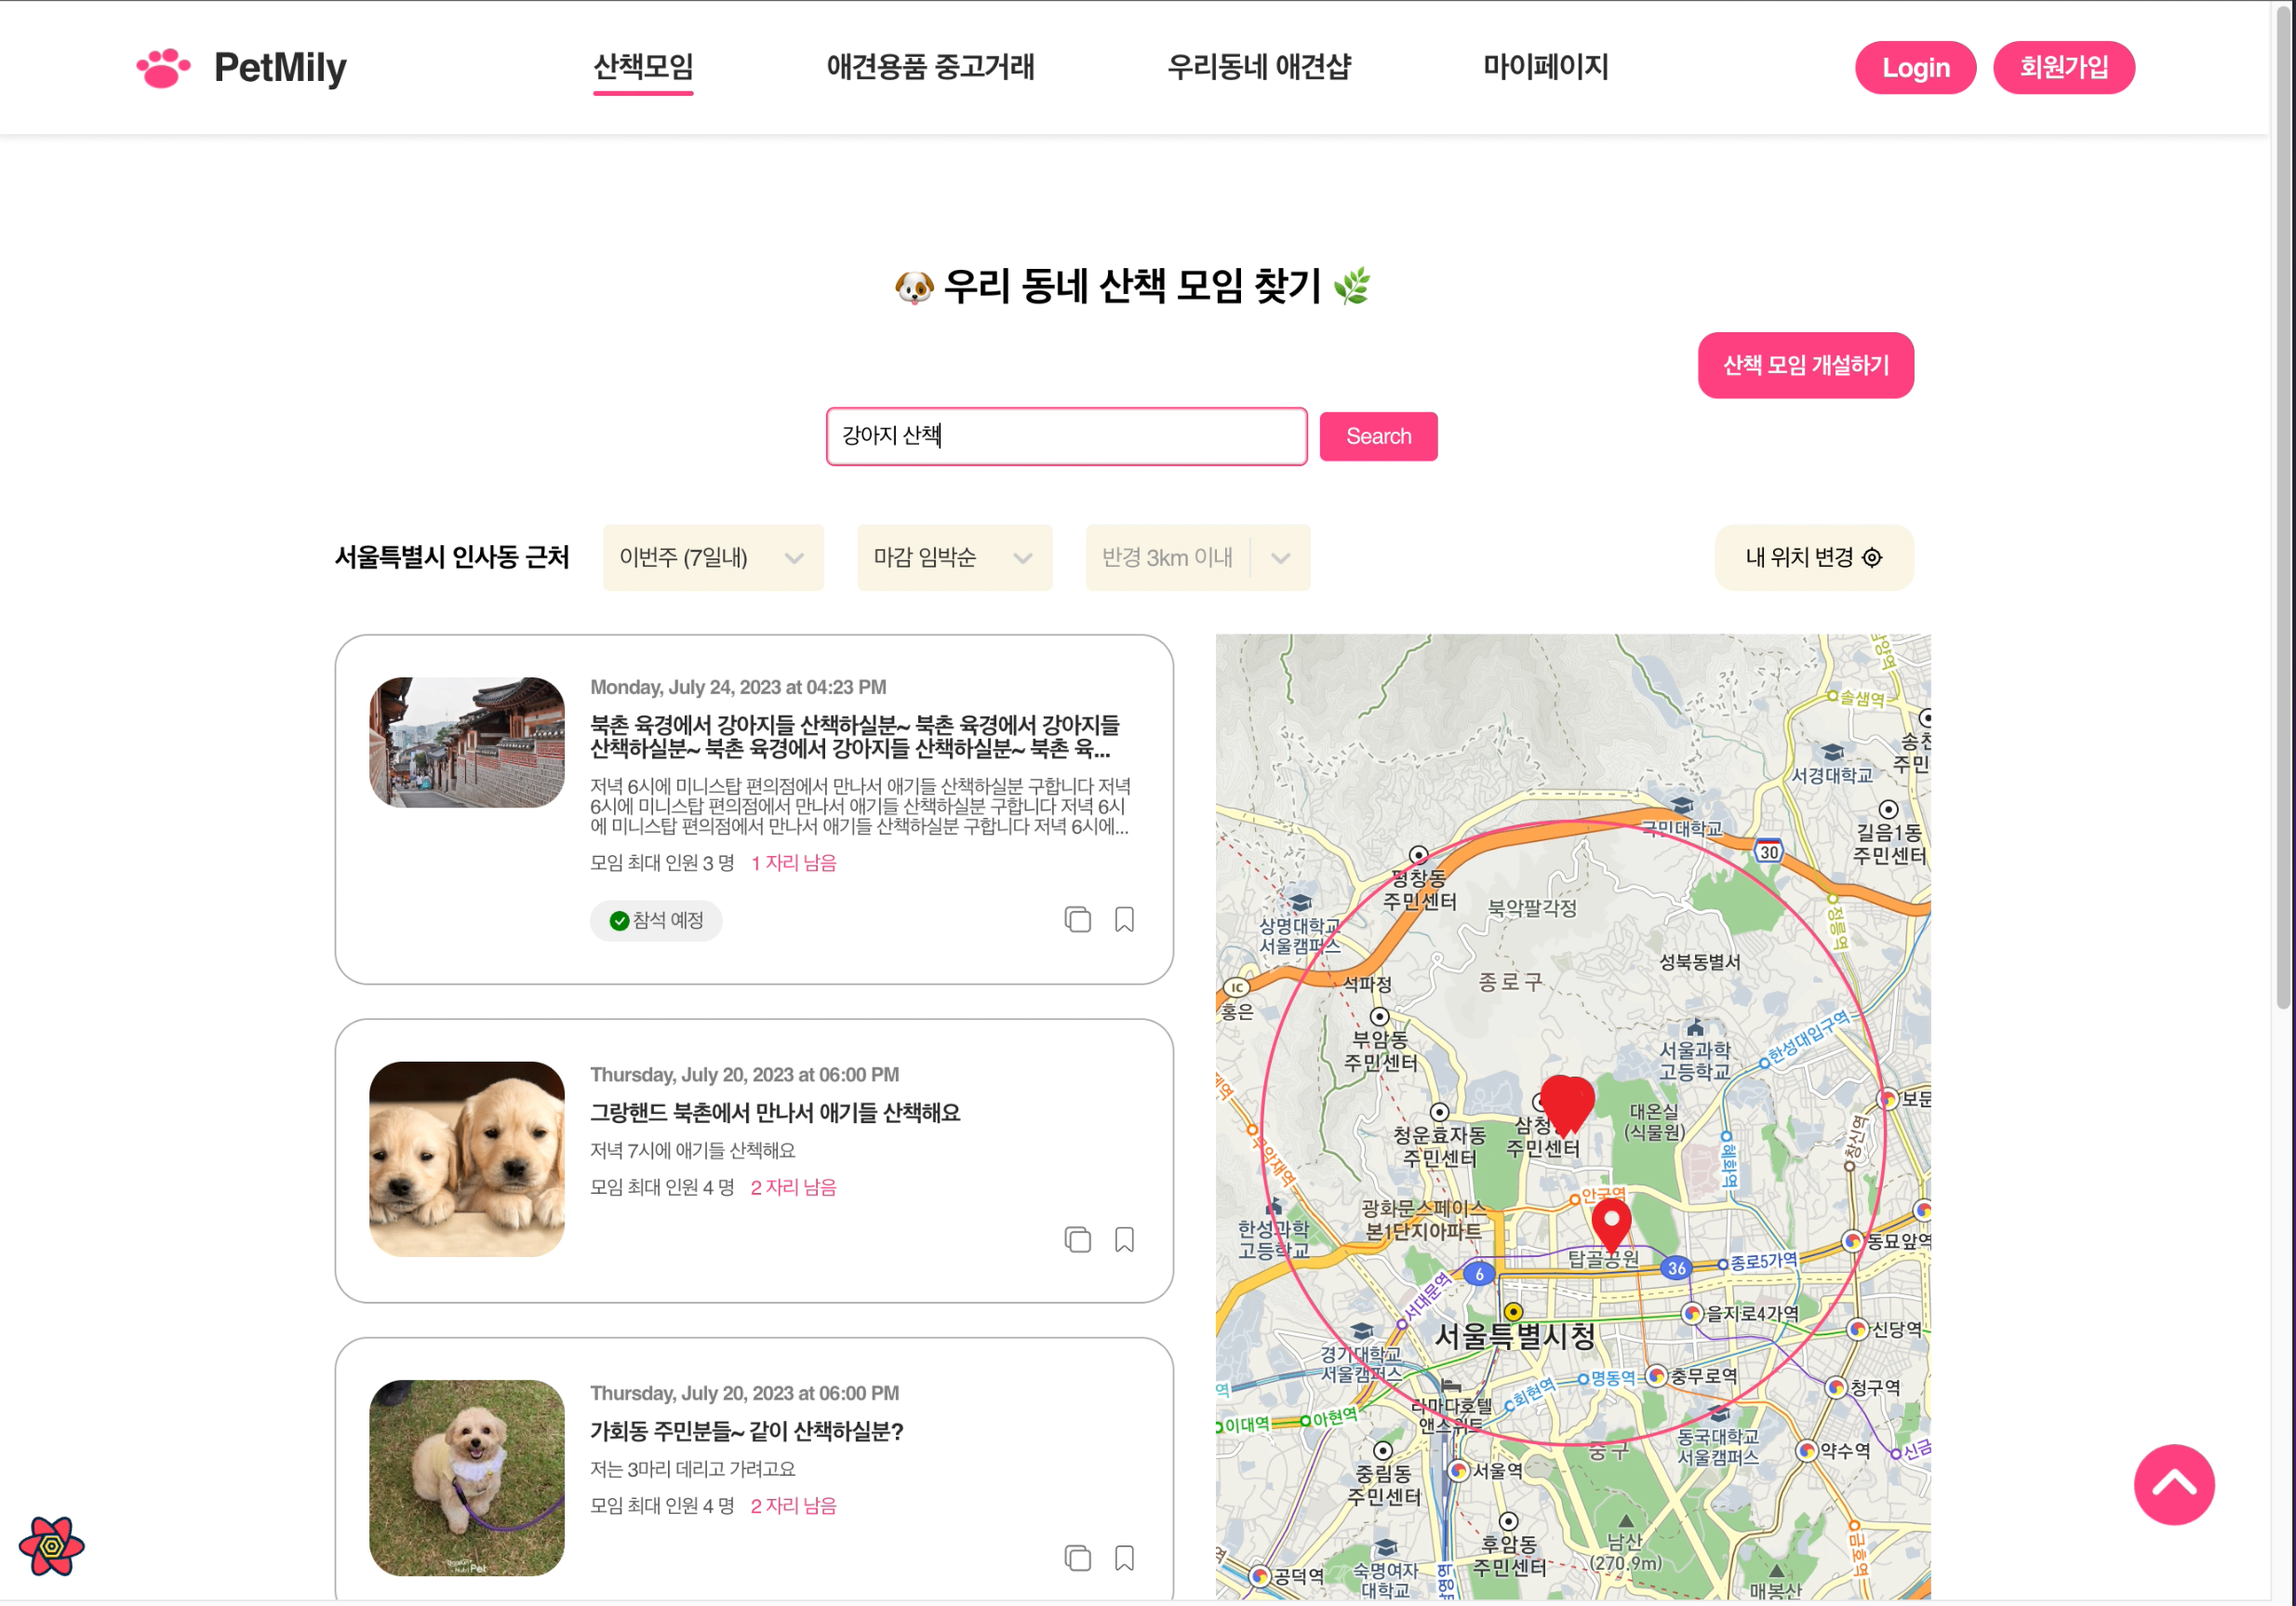 PetMily
산책모임
애견용품 중고거래
우리동네 애견샵
마이페이지
Login
회원가입
우리 동네 산책 모임 찾기
산책 모임 개설하기
강아지 산책
Search
서울특별시 인사동 근처
이번주 (7일내)
마감 임박순
반경 3km 이내
내 위치 변경
Monday, July 24, 2023 at 04:23 PM
북촌 육경에서 강아지들 산책하실분~ 북촌 육경에서 강아지들
산책하실분~ 북촌 육경에서 강아지들 산책하실분~ 북촌 육...
저녁 6시에 미니스탑 편의점에서 만나서 애기들 산책하실분 구합니다 저녁
6시에 미니스탑 편의점에서 만나서 애기들 산책하실분 구합니다 저녁 6시
에 미니스탑 편의점에서 만나서 애기들 산책하실분 구합니다 저녁 6시에...
모임 최대 인원 3 명 1 자리 남음
참석 예정
Thursday, July 20, 2023 at 06:00 PM
그랑핸드 북촌에서 만나서 애기들 산책해요
저녁 7시에 애기들 산첵해요
모임 최대 인원 4 명 2 자리 남음
Thursday, July 20, 2023 at 06:00 PM
가회동 주민분들~ 같이 산책하실분?
저는 3마리 데리고 가려고요
모임 최대 인원 4 명 2 자리 남음
Pet
솔샘역
서경대학교
국민대학교
30
길음1동
주민센터
평창동
주민센터
북악팔각정
상명대학교
서울캠퍼스
정릉역
성북동별서
종로구
석파정
IC
홍은
부암동
주민센터
서울과학
고등학교
한성대입구역
대온실
(식물원)
청운효자동
주민센터
삼청
주민센터
보문
창신역
혜화역
무악재역
안국역
광화문스페이스
본1단지아파트
한성과학
고등학교
탑골공원
동묘앞역
6
36
종로5가역
서대문역
을지로4가역
서울특별시청
신당역
경기대학교
서울캠퍼스
명동역
충무로역
회현역
청구역
라마다호텔
앤스위트
이대역
아현역
동국대학교
서울캠퍼스
중구
약수역
신금
중림동
주민센터
서울역
후암동
주민센터
남산
(270.9m)
금호역
공덕역
숙명여자
대학교
매봉산